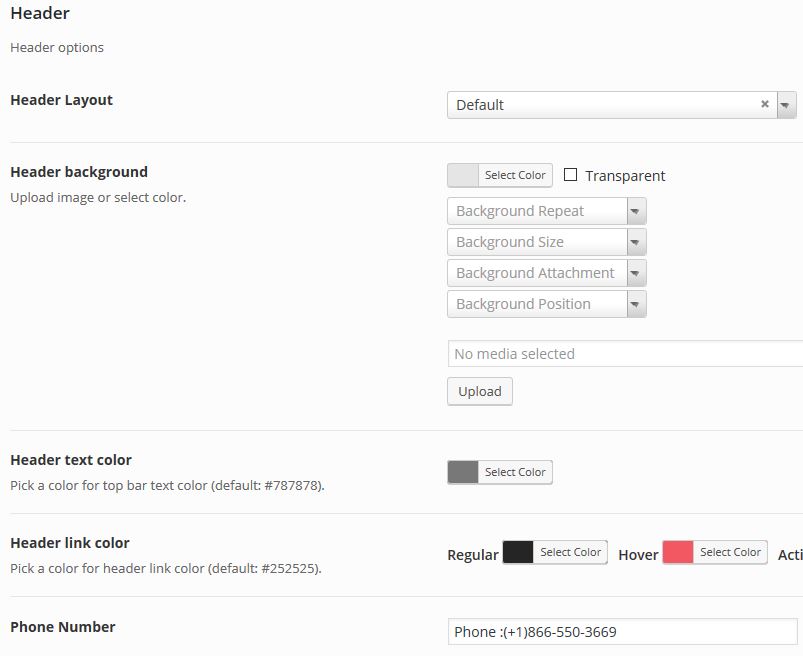 Header
Header options
Header Layout
Default
Header background
Upload image or select color.
Select Color
Transparent
Background Repeat
Background Size
Background Attachment
Background Position
No media selected
Upload
Header text color
Pick a color for top bar text color (default: #787878).
Select Color
Header link color
Pick a color for header link color (default: #252525).
Regular Select Color Hover Select Color Acti
Phone Number
Phone :(+1)866-550-3669